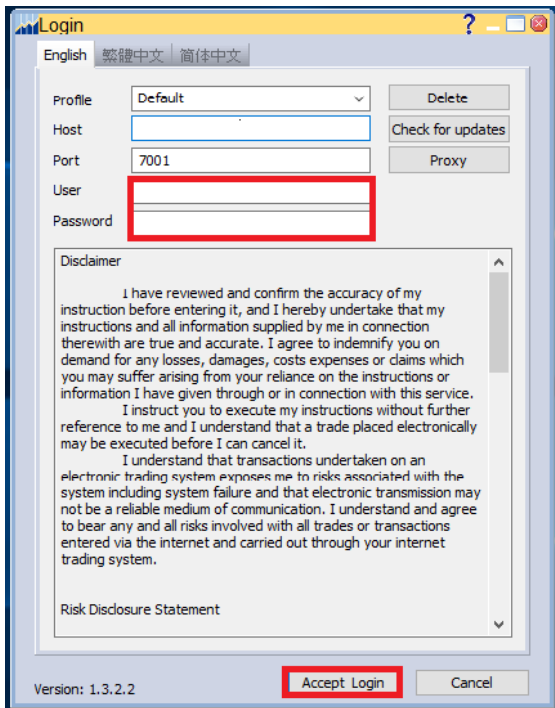 Login
?
English 繁體中文 简体中文
Profile Default Delete
Host Check for updates
Port 7001 Proxy
User
Password
Disclaimer
I have reviewed and confirm the accuracy of my
instruction before entering it, and I hereby undertake that my
instructions and all information supplied by me in connection
therewith are true and accurate. I agree to indemnify you on
demand for any losses, damages, costs expenses or claims which
you may suffer arising from your reliance on the instructions or
information I have given through or in connection with this service.
I instruct you to execute my instructions without further
reference to me and I understand that a trade placed electronically
may be executed before I can cancel it.
I understand that transactions undertaken on an
electronic trading system exposes me to risks associated with the
system including system failure and that electronic transmission may
not be a reliable medium of communication. I understand and agree
to bear any and all risks involved with all trades or transactions
entered via the internet and carried out through your internet
trading system.
Risk Disclosure Statement
Version: 1.3.2.2 Accept Login Cancel